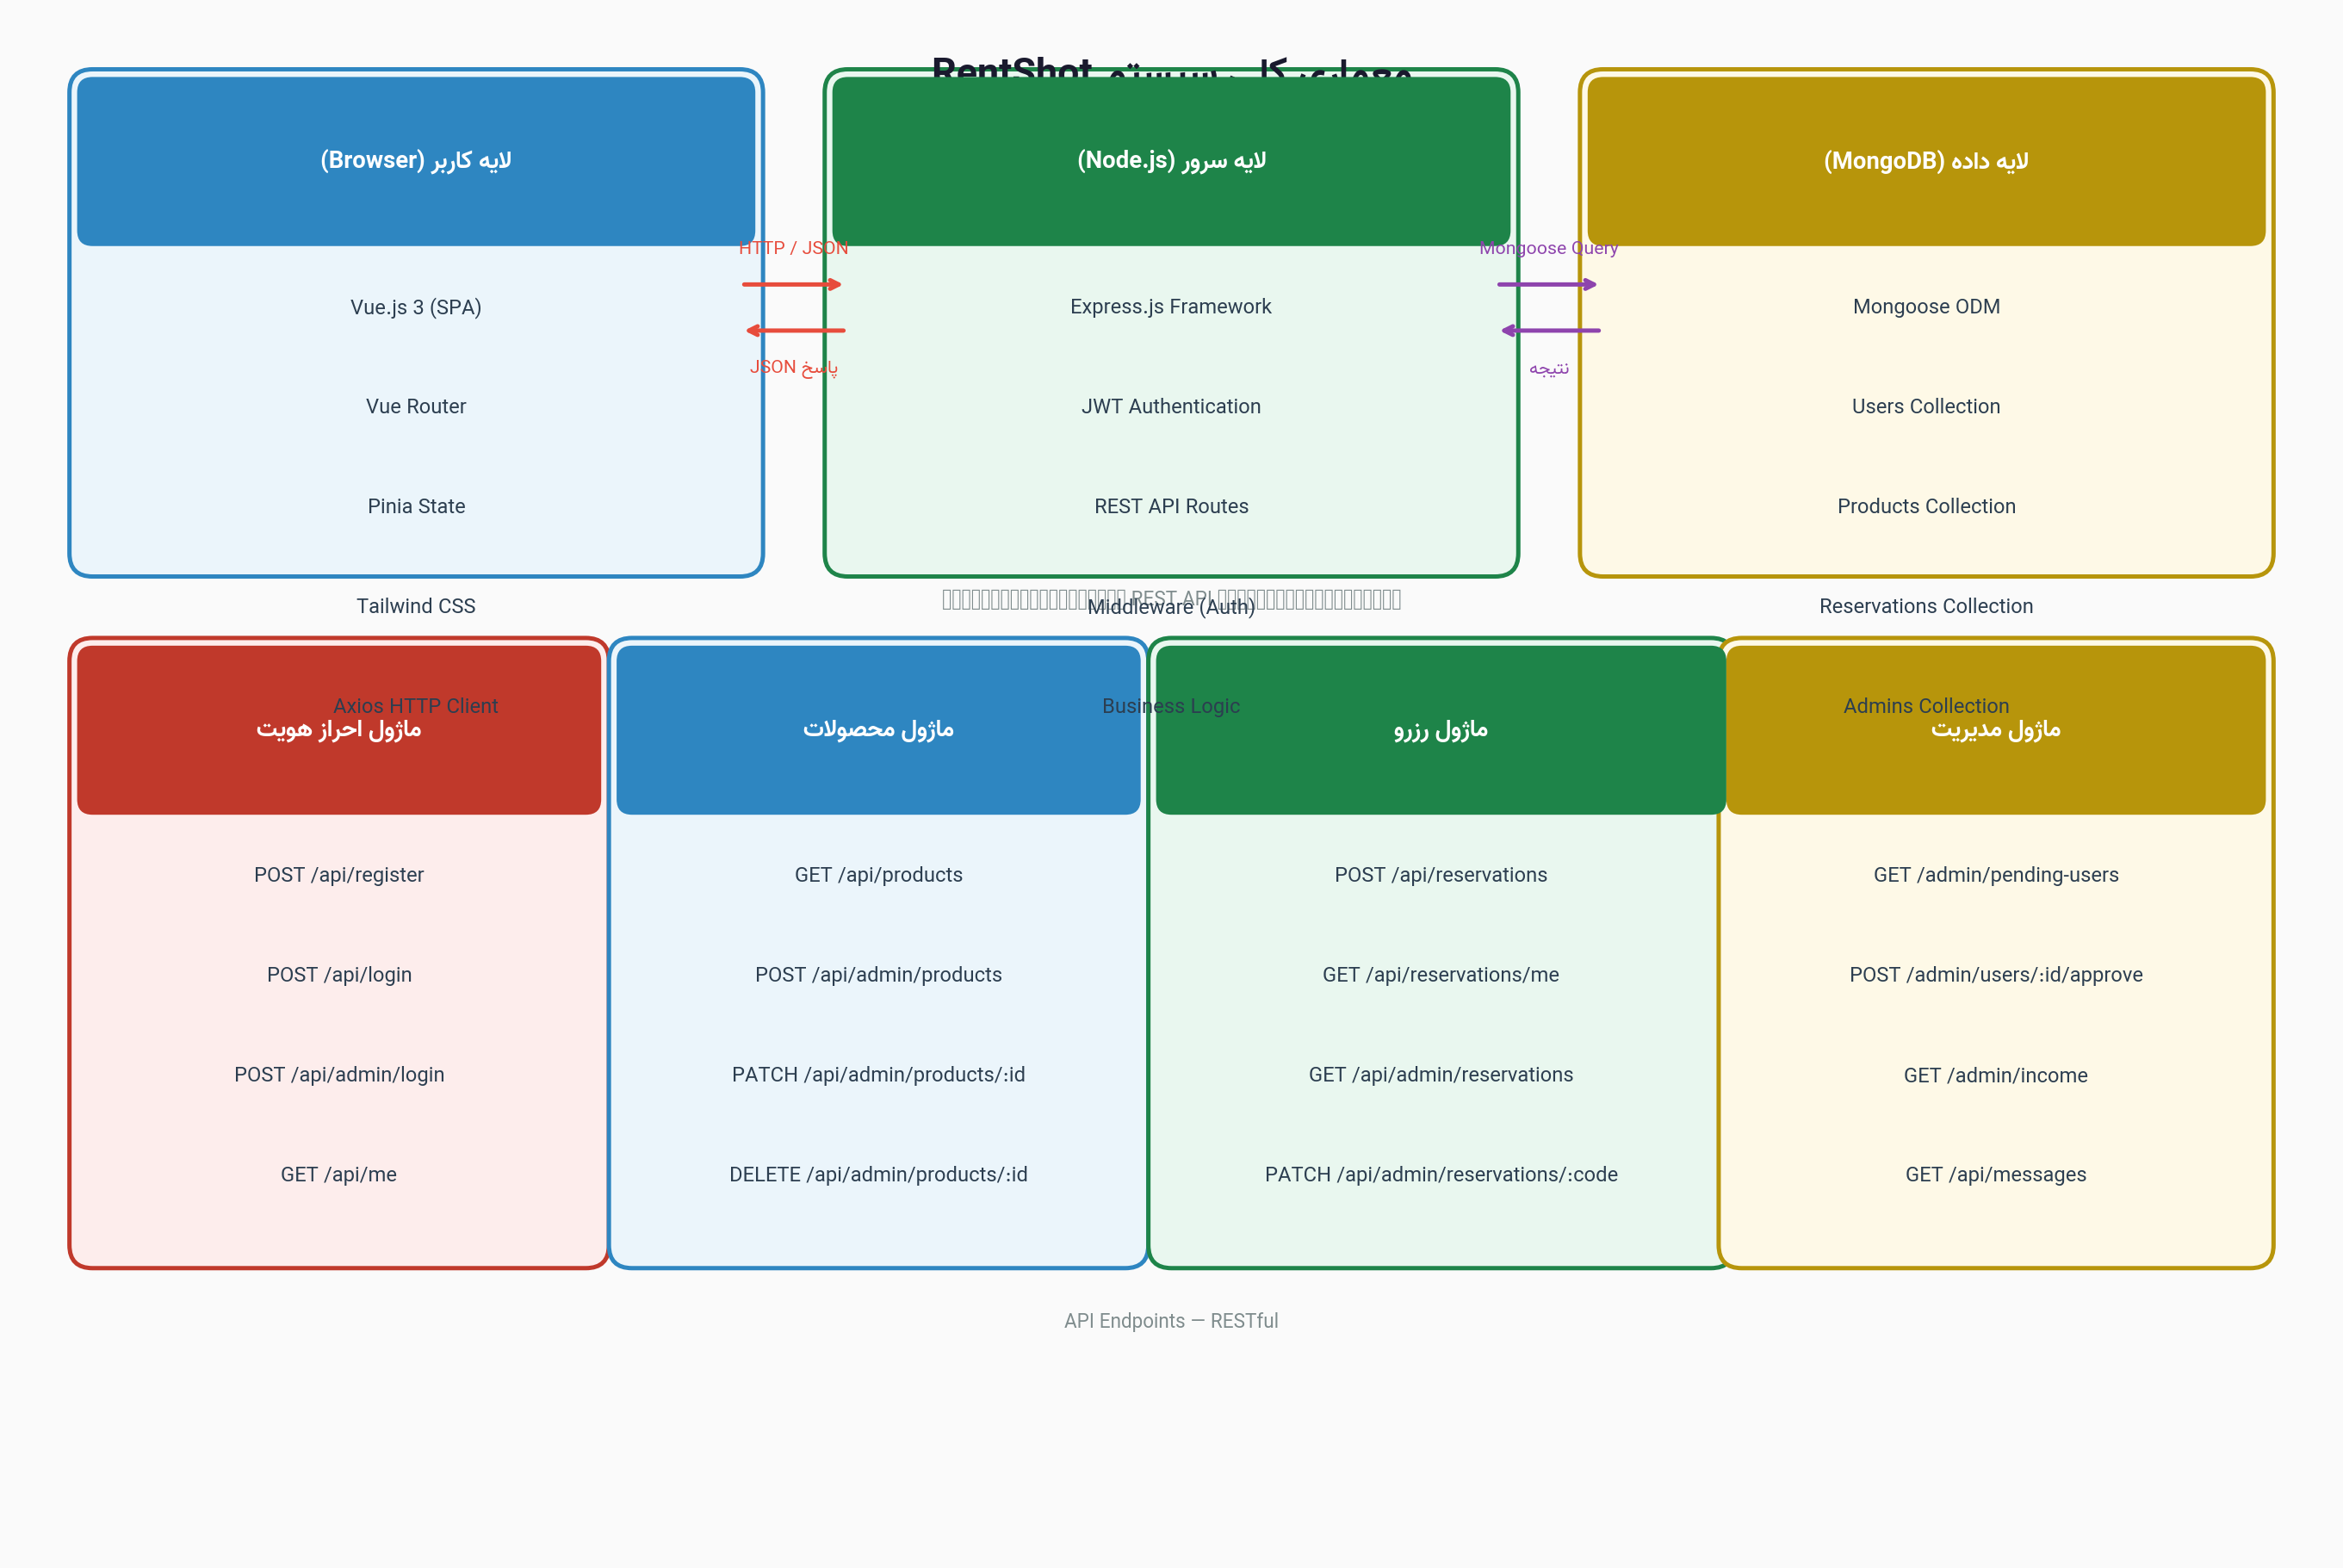 معماری کلی سیستم RentShot
لایه کاربر (Browser)
Vue.js 3 (SPA)
Vue Router
Pinia State
Tailwind CSS
Axios HTTP Client
HTTP / JSON
پاسخ JSON
لایه سرور (Node.js)
Express.js Framework
JWT Authentication
REST API Routes
Middleware (Auth)
Business Logic
Mongoose Query
نتیجه
لایه داده (MongoDB)
Mongoose ODM
Users Collection
Products Collection
Reservations Collection
Admins Collection
REST API
ماژول احراز هویت
POST /api/register
POST /api/login
POST /api/admin/login
GET /api/me
ماژول محصولات
GET /api/products
POST /api/admin/products
PATCH /api/admin/products/:id
DELETE /api/admin/products/:id
ماژول رزرو
POST /api/reservations
GET /api/reservations/me
GET /api/admin/reservations
PATCH /api/admin/reservations/:code
ماژول مدیریت
GET /admin/pending-users
POST /admin/users/:id/approve
GET /admin/income
GET /api/messages
API Endpoints — RESTful